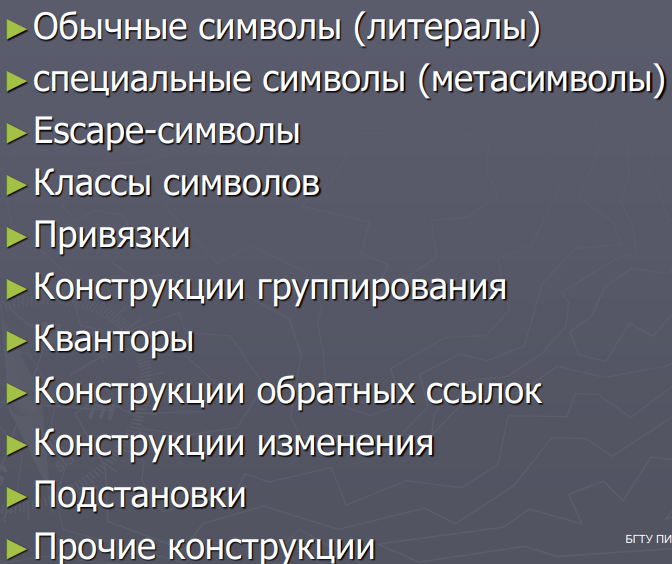 Обычные символы (литералы)
специальные символы (метасимволы)
Escape-символы
Классы символов
Привязки
Конструкции группирования
Кванторы
Конструкции обратных ссылок
Конструкции изменения
Подстановки
БГТУ ПИ
Прочие конструкции